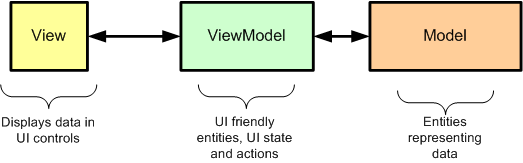 View
ViewModel
Model
Displays data in
UI controls
UI friendly
entities, UI state
and actions
Entities
representing
data